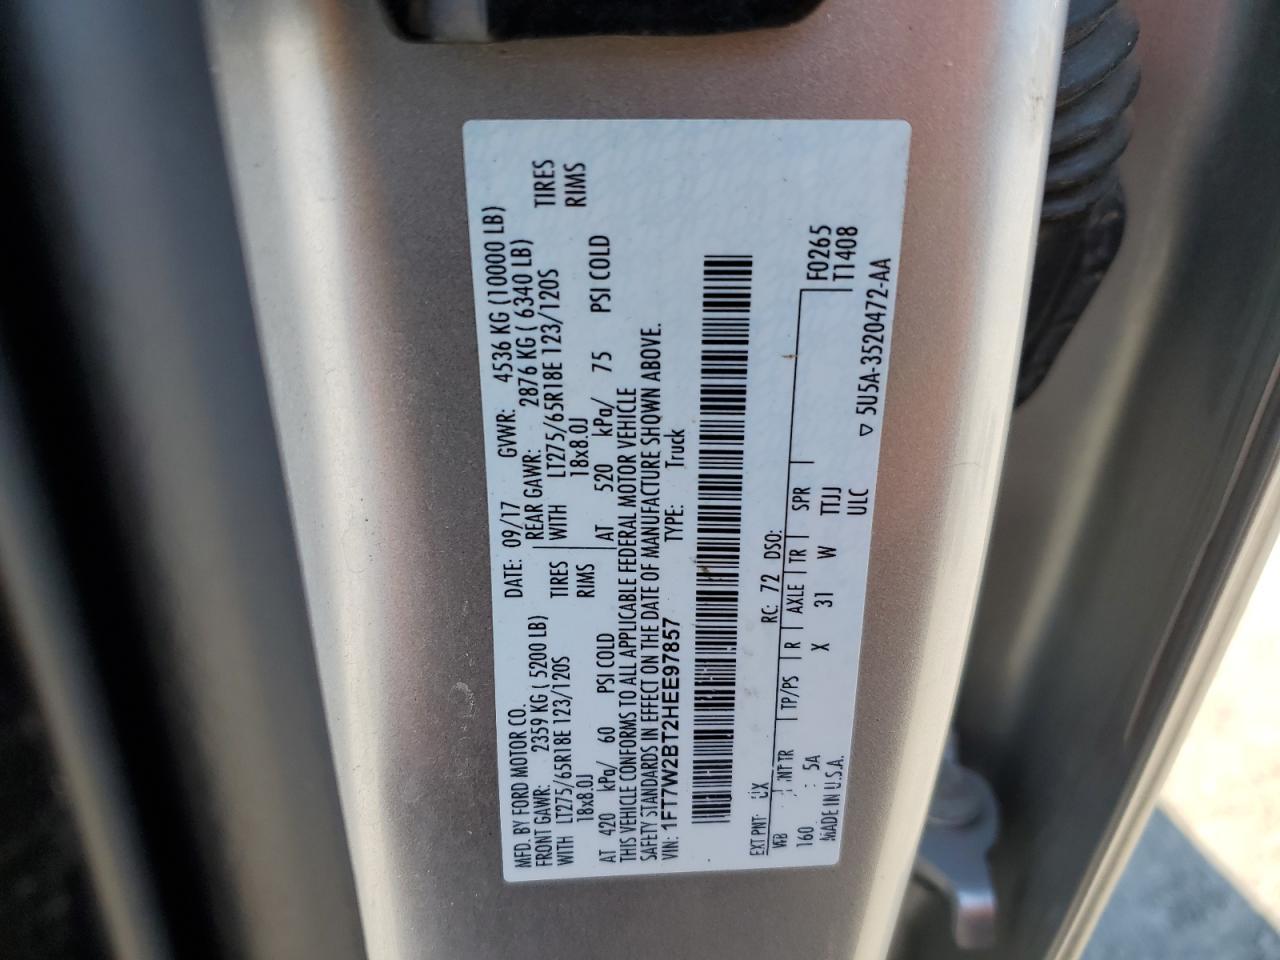 MFD. BY FORD MOTOR CO. DATE: 09/17 GVWR: 4536 KG (10000 LB)
FRONT GAWR: 2359 KG ( 5200 LB) REAR GAWR: 2876 KG ( 6340 LB)
WITH LT275/65R18E 123/120S TIRES WITH LT275/65R18E 123/120S TIRES
18x8.0J RIMS 18x8.0J RIMS
AT 420 kPa/ 60 PSI COLD AT 520 kPa/ 75 PSI COLD
THIS VEHICLE CONFORMS TO ALL APPLICABLE FEDERAL MOTOR VEHICLE
SAFETY STANDARDS IN EFFECT ON THE DATE OF MANUFACTURE SHOWN ABOVE.
VIN: 1FT7W2BT2HEE97857 TYPE: Truck
EXT PNT: RC: 72 DSO:
WB INT TR TP/PS R AXLE TR SPR F0265
160 5A X 31 W TTJJ T1408
MADE IN U.S.A. ULC ▽ 5U5A-3520472-AA